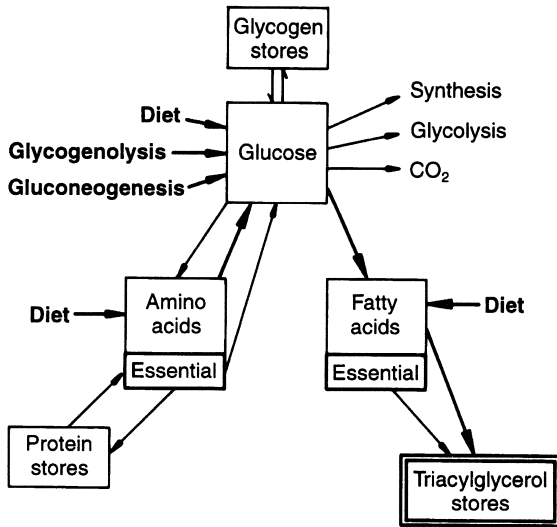 Glycogen
stores
Diet
Glycogenolysis
Gluconeogenesis
Glucose
Synthesis
Glycolysis
CO₂
Diet
Amino
acids
Essential
Fatty
acids
Essential
Diet
Protein
stores
Triacylglycerol
stores